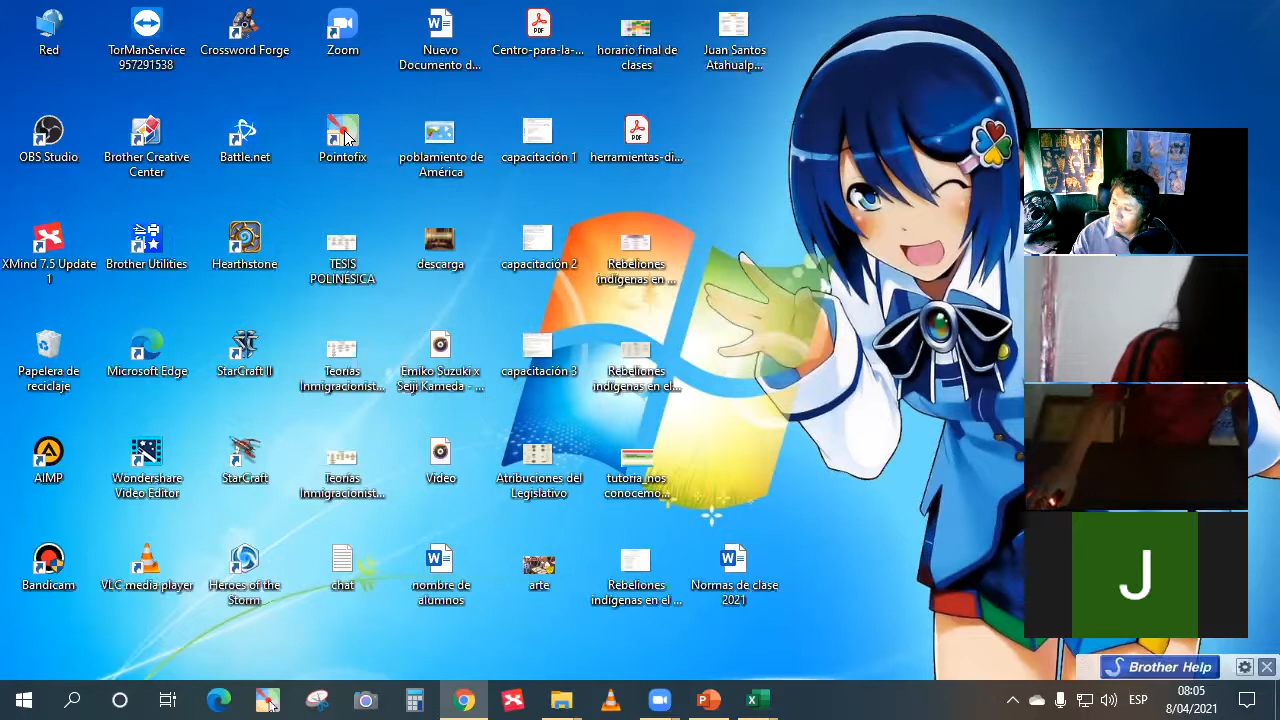 Red
TorManService
957291538
Crossword Forge
Zoom
Nuevo
Documento d...
Centro-para-la-...
horario final de
clases
Juan Santos
Atahualp...
OBS Studio
Brother Creative
Center
Battle.net
Pointofix
poblamiento de
América
capacitación 1
herramientas-di...
XMind 7.5 Update
1
Brother Utilities
Hearthstone
TESIS
POLINÉSICA
descarga
capacitación 2
Rebeliones
indígenas en ...
Papelera de
reciclaje
Microsoft Edge
StarCraft II
Teorías
Inmigracionist...
Emiko Suzuki x
Seiji Kameda - ...
capacitación 3
Rebeliones
indígenas en el...
AIMP
Wondershare
Video Editor
StarCraft
Teorías
Inmigracionist...
Video
Atribuciones del
Legislativo
tutoria_nos
conocemo...
Bandicam
VLC media player
Heroes of the
Storm
chat
nombre de
alumnos
arte
Rebeliones
indígenas en el ...
Normas de clase
2021
J
Brother Help
ESP
08:05
8/04/2021